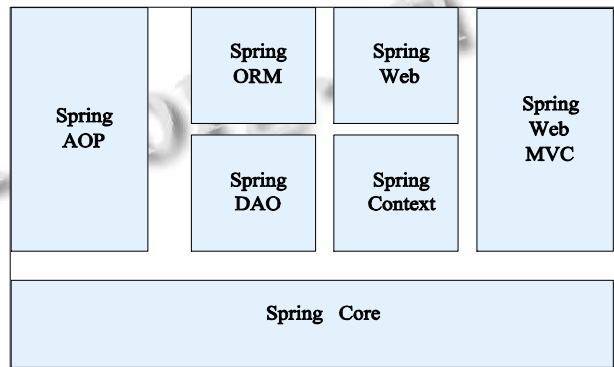 Spring
AOP
Spring
ORM
Spring
Web
Spring
Web
MVC
Spring
DAO
Spring
Context
Spring Core